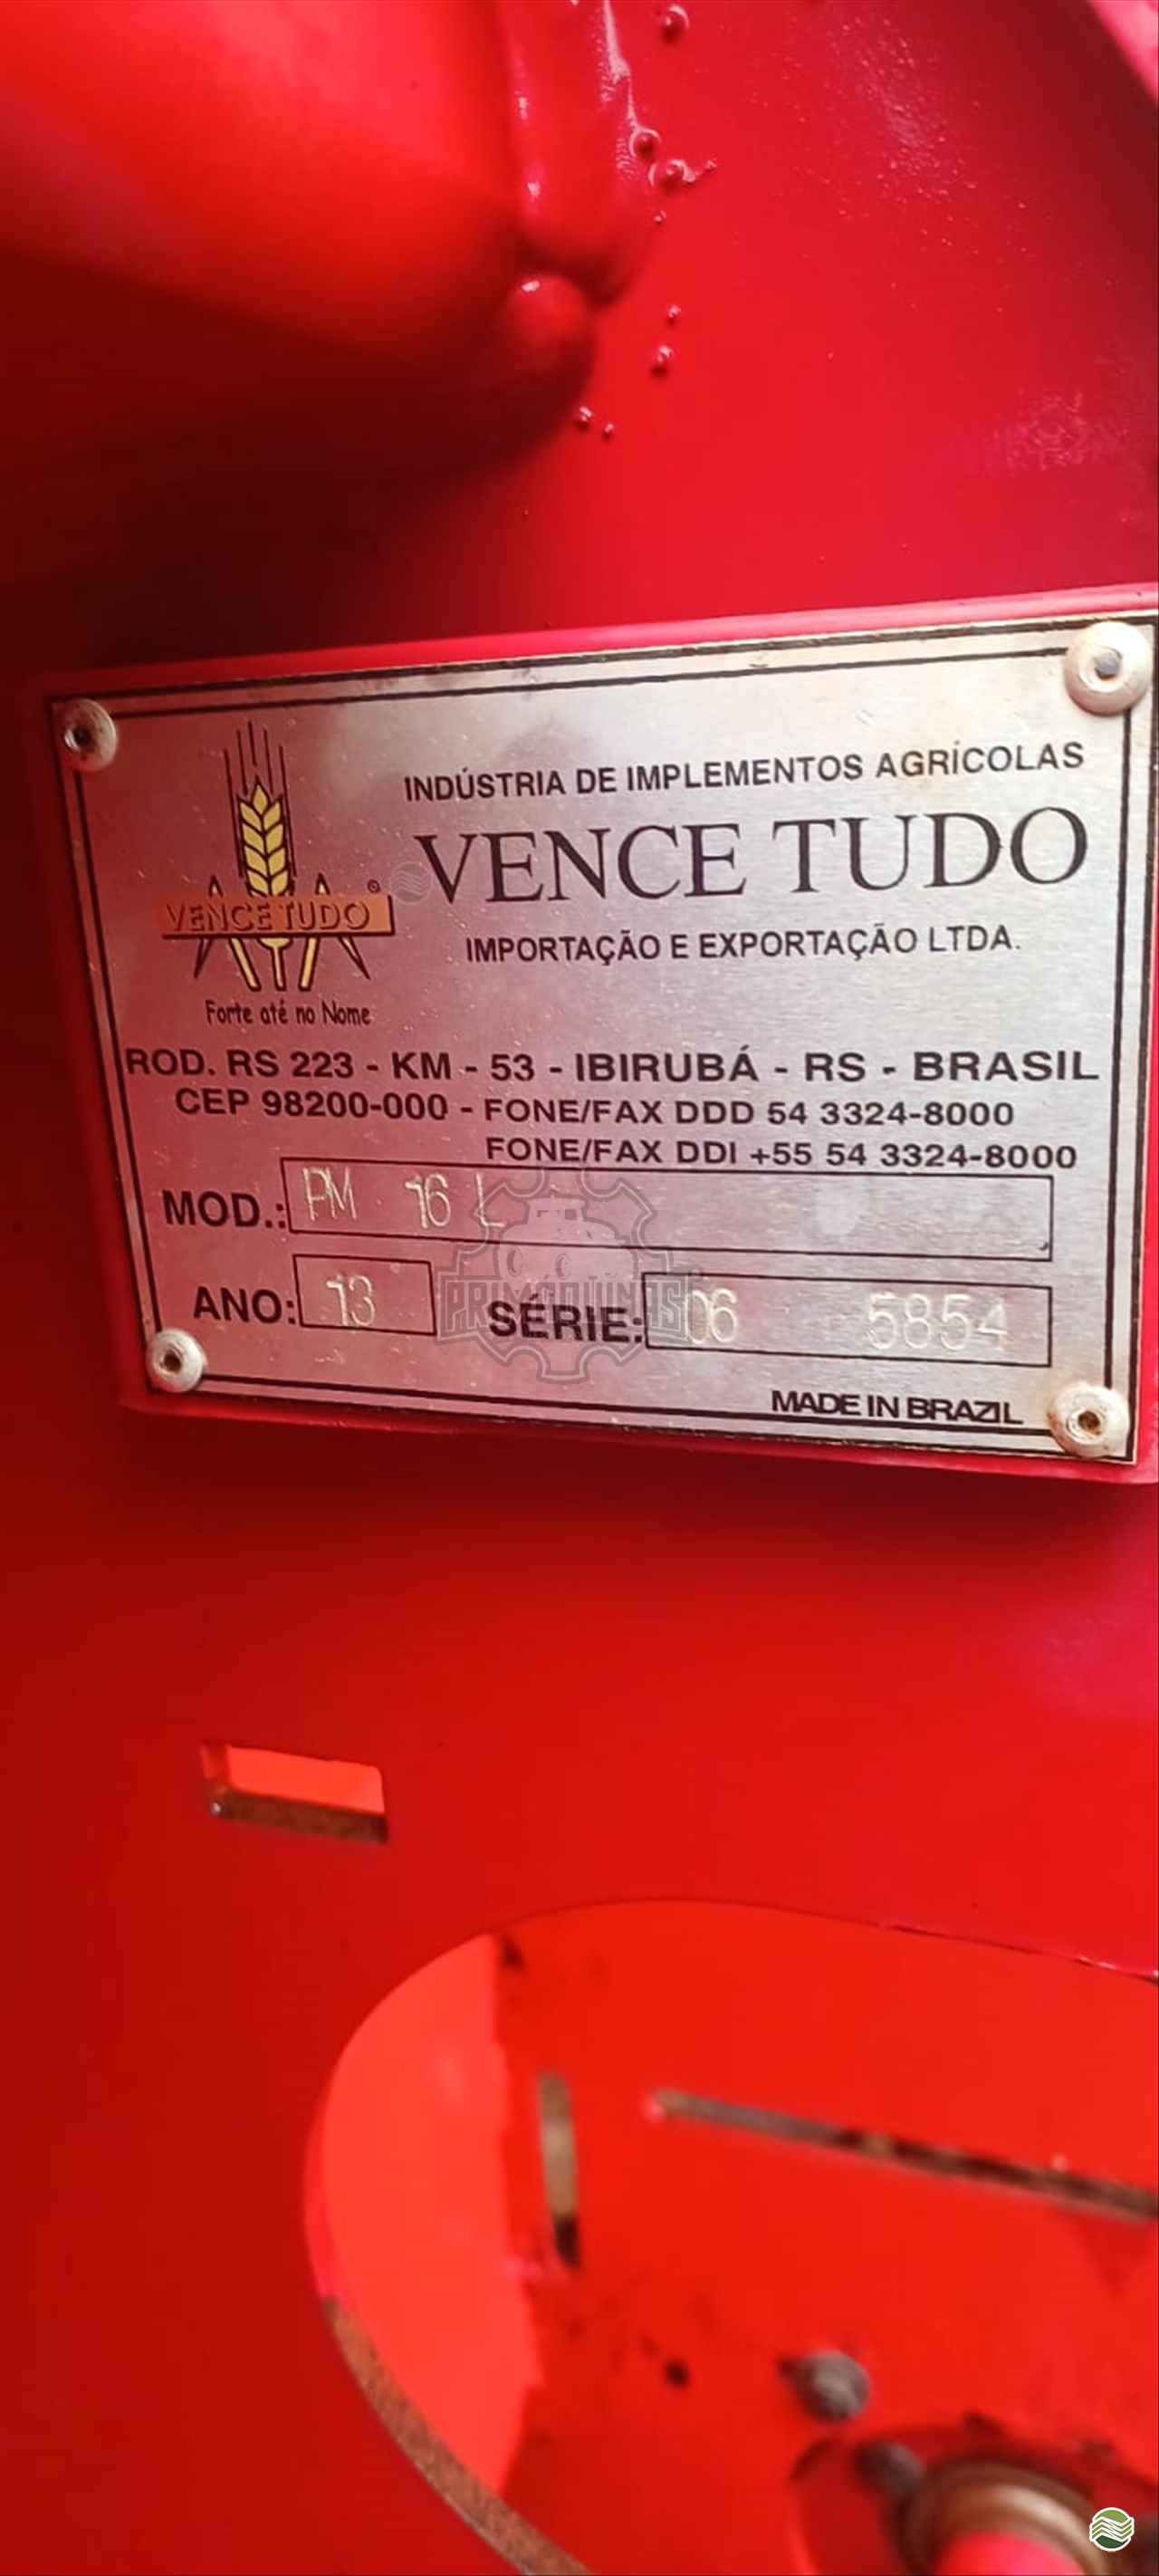 INDÚSTRIA DE IMPLEMENTOS AGRÍCOLAS
VENCE TUDO
IMPORTAÇÃO E EXPORTAÇÃO LTDA.
VENCE TUDO ®
Forte até no Nome
ROD. RS 223 - KM - 53 - IBIRUBÁ - RS - BRASIL
CEP 98200-000 - FONE/FAX DDD 54 3324-8000
FONE/FAX DDI +55 54 3324-8000
MOD.: PM 16 L
ANO: 13 SÉRIE: 06 5854
PRIMÁQUINAS
MADE IN BRAZIL